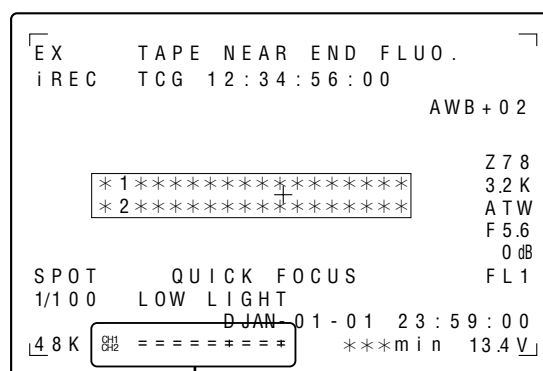 EX TAPE NEAR END FLUO.
iREC TCG 12:34:56:00
AWB+02
Z78
*1****************
3.2K
*2****************
ATW
F5.6
0dB
SPOT QUICK FOCUS FL1
1/100 LOW LIGHT
DJAN-01-01 23:59:00
48K CH1 CH2 ========= ***min 13.4V